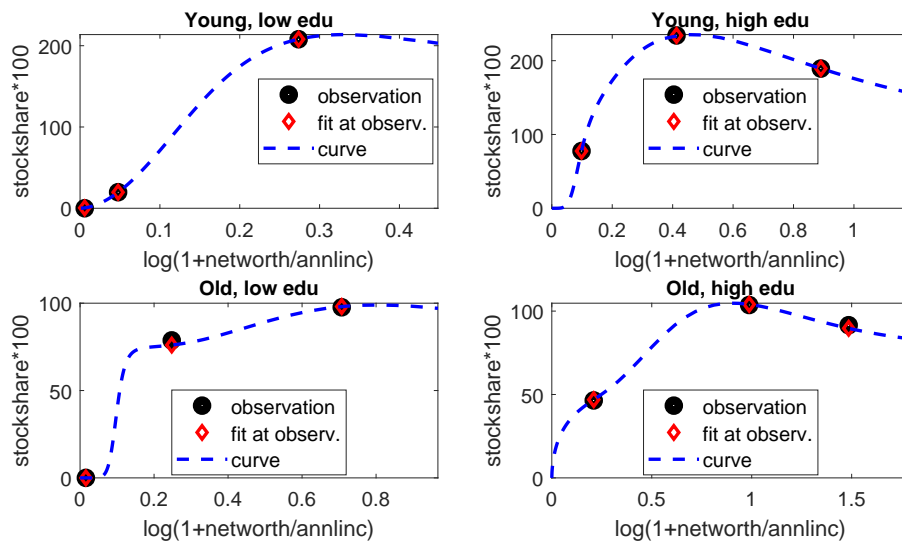 Young, low edu
200
100
0
stockshare*100
observation
fit at observ.
curve
0 0.1 0.2 0.3 0.4
log(1+networth/annlinc)
Young, high edu
200
100
0
stockshare*100
observation
fit at observ.
curve
0 0.2 0.4 0.6 0.8 1
log(1+networth/annlinc)
Old, low edu
100
50
0
stockshare*100
observation
fit at observ.
curve
0 0.2 0.4 0.6 0.8
log(1+networth/annlinc)
Old, high edu
100
50
0
stockshare*100
observation
fit at observ.
curve
0 0.5 1 1.5
log(1+networth/annlinc)